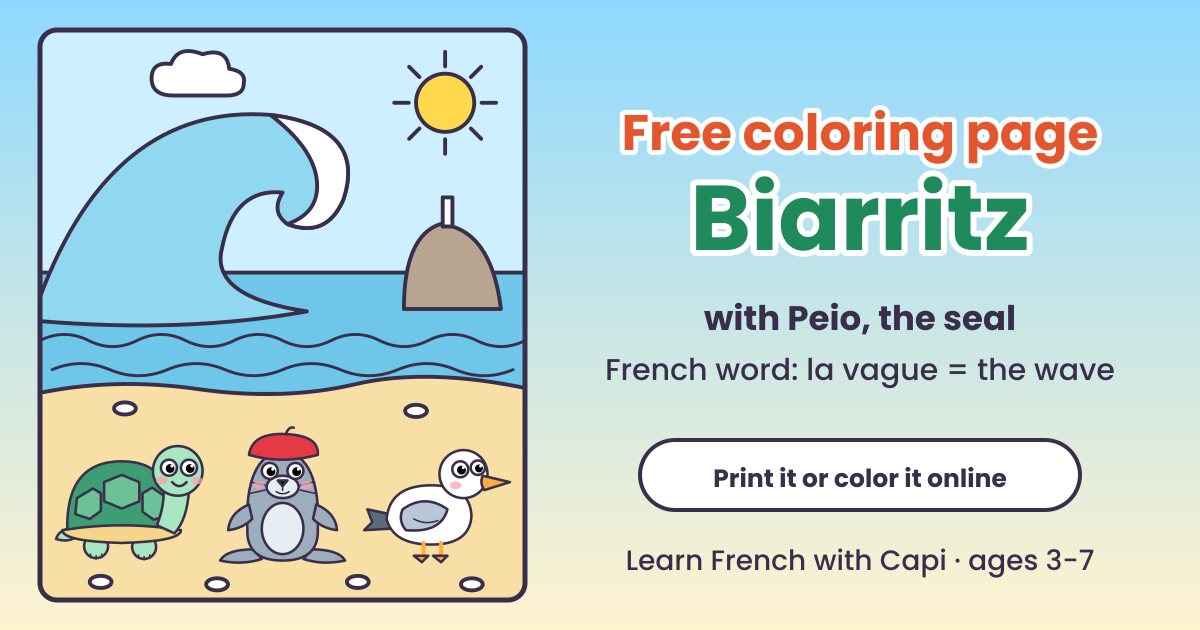 Free coloring page
Biarritz
with Peio, the seal
French word: la vague = the wave
Print it or color it online
Learn French with Capi · ages 3-7